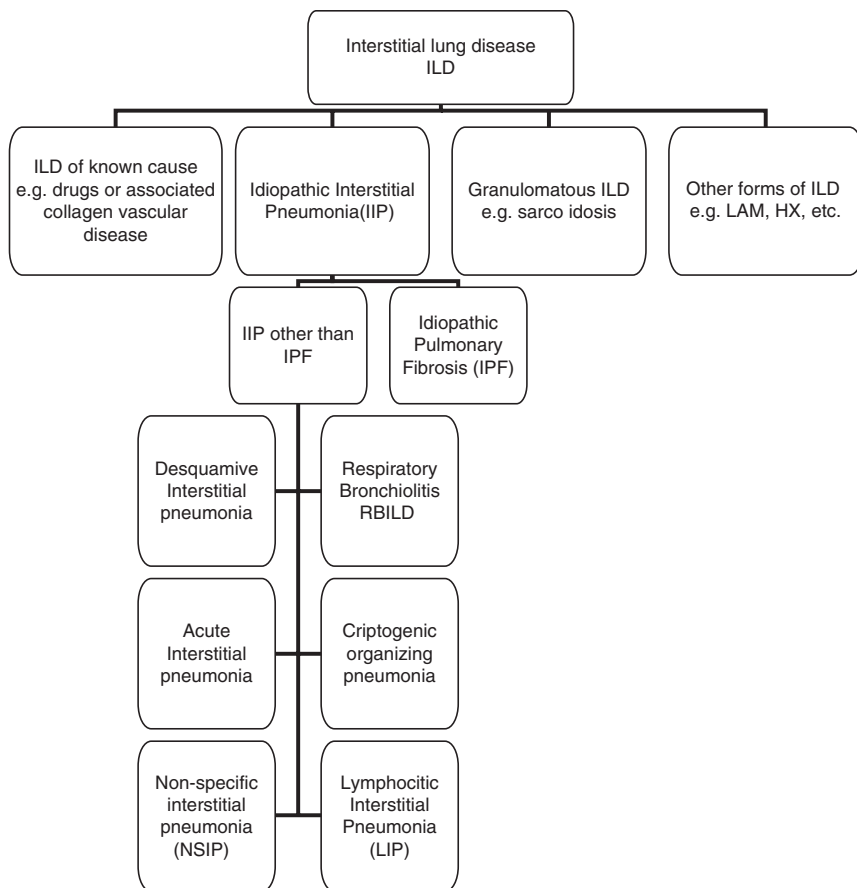 Interstitial lung disease
ILD
ILD of known cause
e.g. drugs or associated
collagen vascular
disease
Idiopathic Interstitial
Pneumonia(IIP)
Granulomatous ILD
e.g. sarco idosis
Other forms of ILD
e.g. LAM, HX, etc.
IIP other than
IPF
Idiopathic
Pulmonary
Fibrosis (IPF)
Desquamive
Interstitial
pneumonia
Respiratory
Bronchiolitis
RBILD
Acute
Interstitial
pneumonia
Criptogenic
organizing
pneumonia
Non-specific
interstitial
pneumonia
(NSIP)
Lymphocitic
Interstitial
Pneumonia
(LIP)